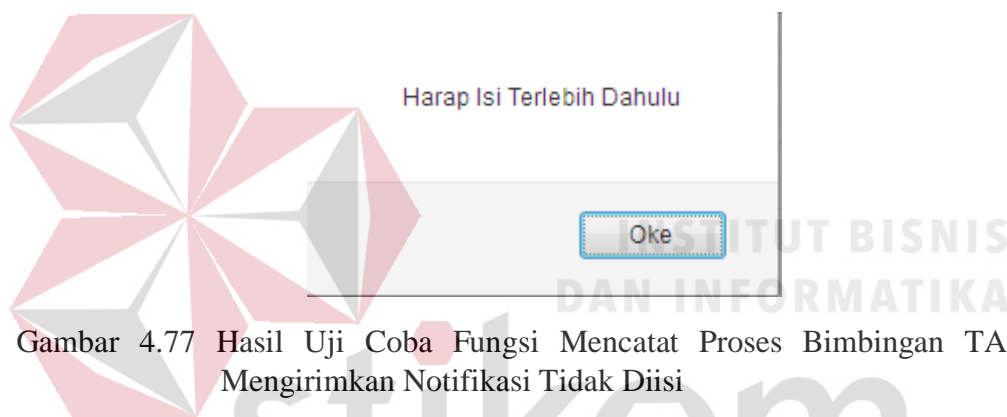 Harap Isi Terlebih Dahulu
Oke
INSTITUT BISNIS
DAN INFORMATIKA
Gambar 4.77 Hasil Uji Coba Fungsi Mencatat Proses Bimbingan TA
Mengirimkan Notifikasi Tidak Diisi
stikom